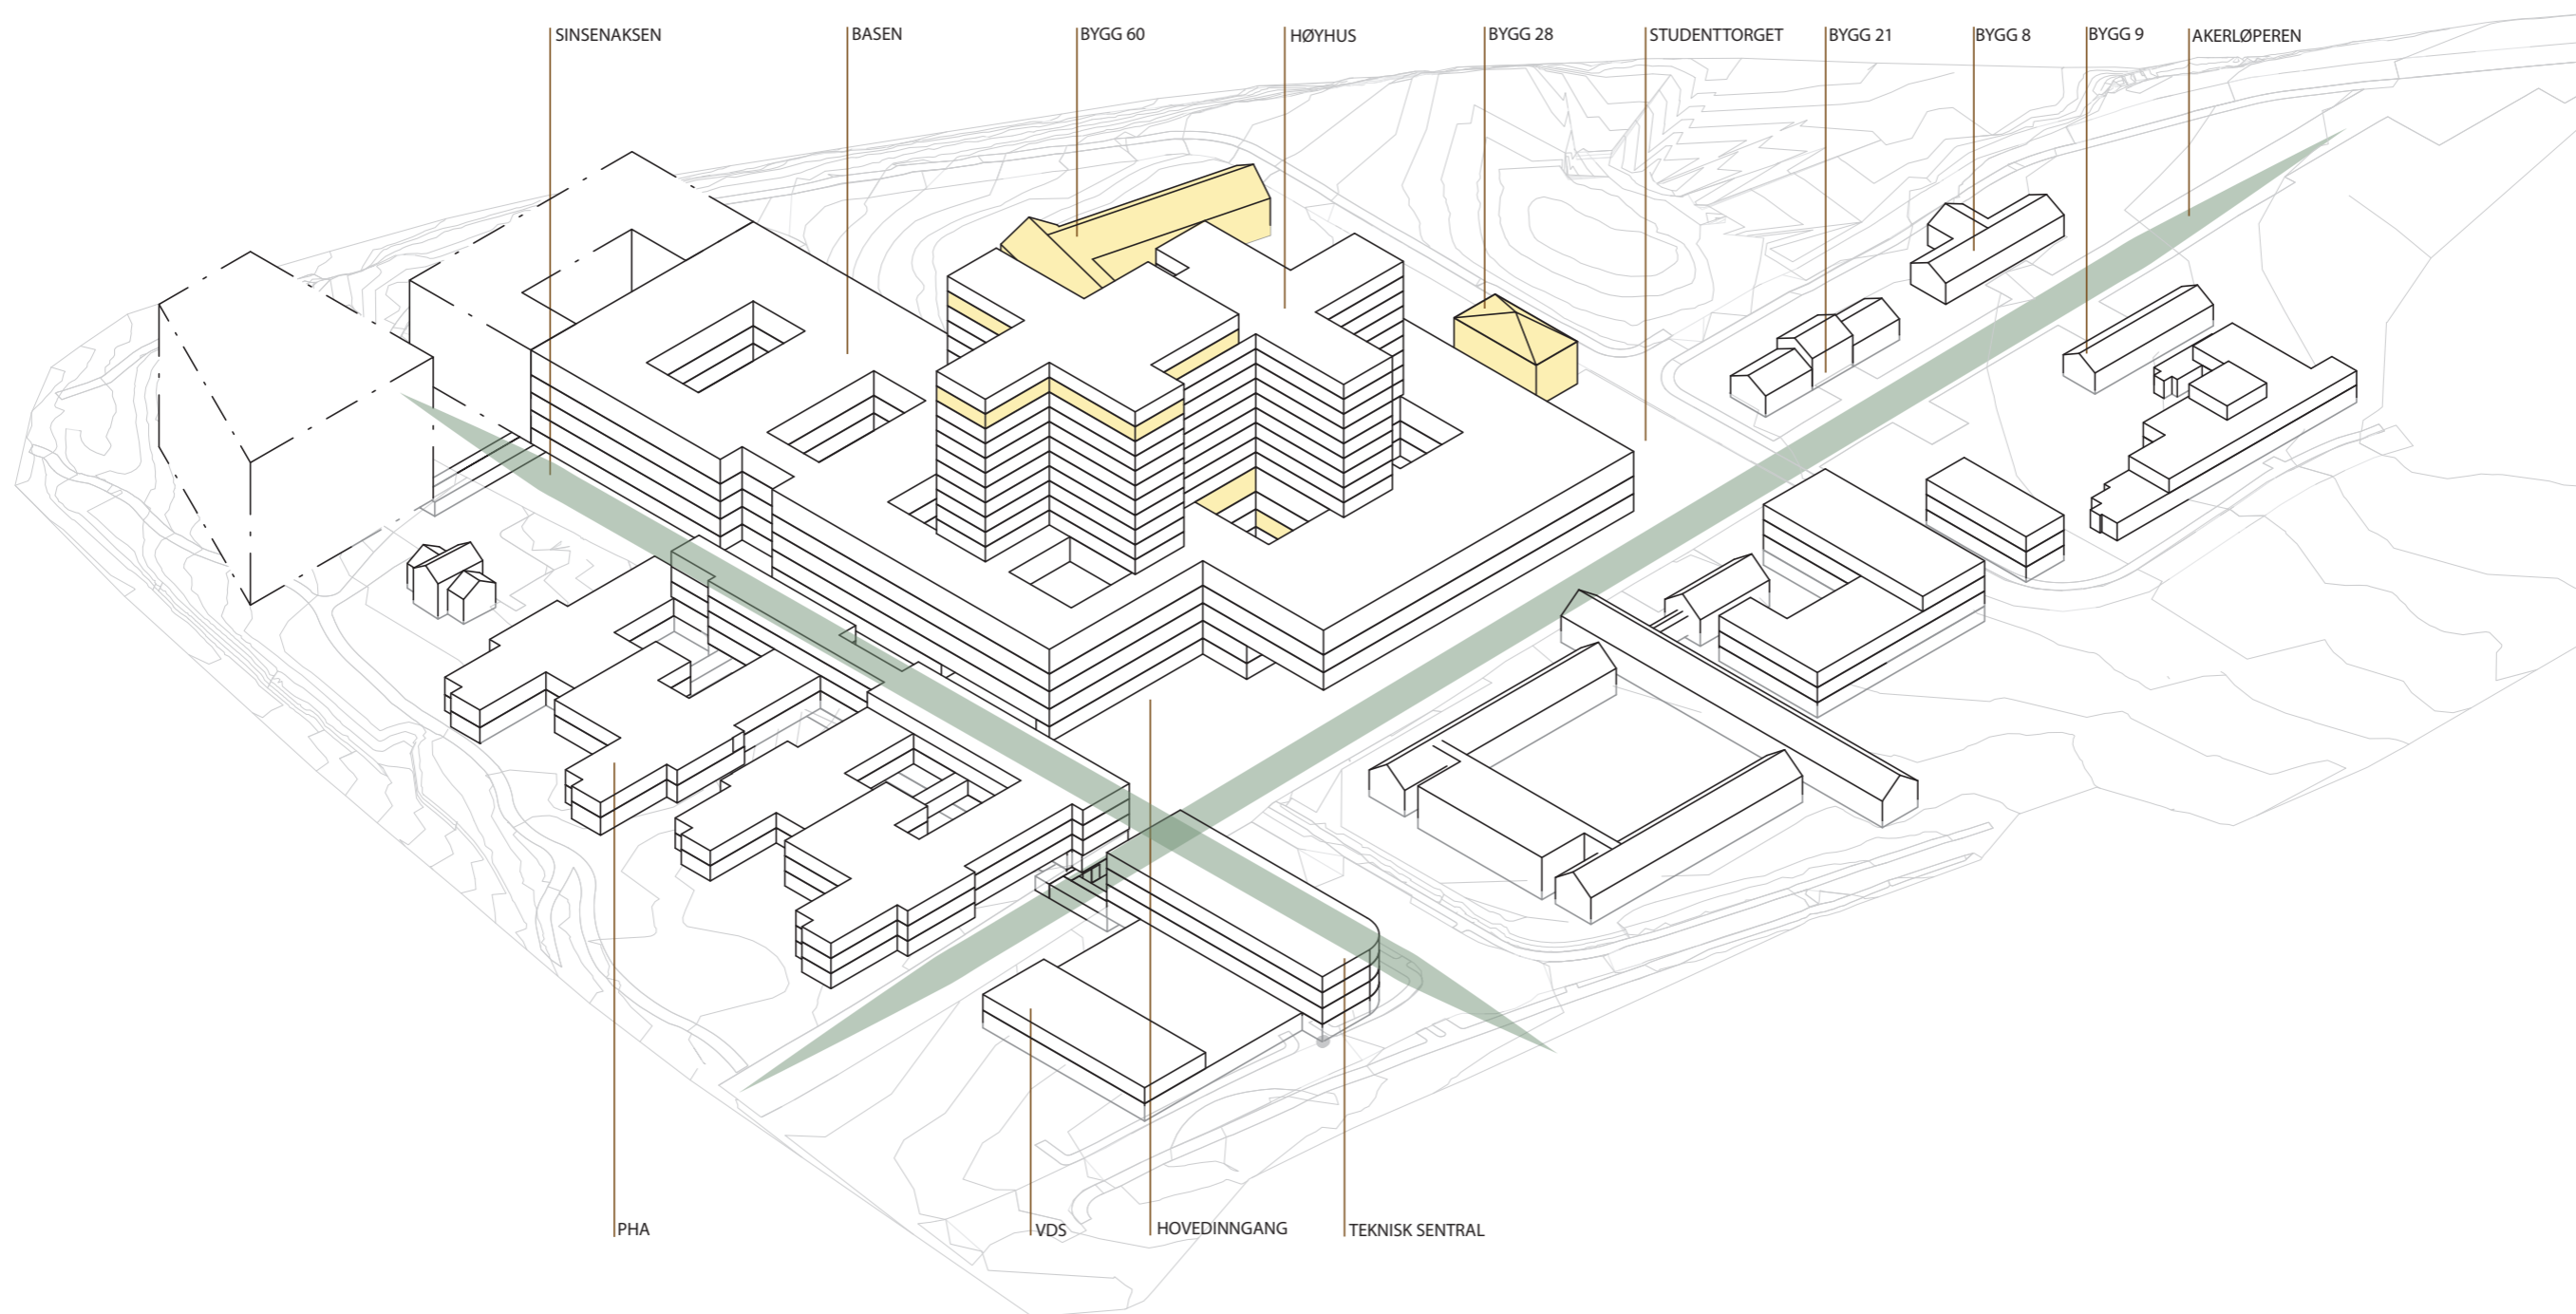 SINSENAKSEN
BASEN
BYGG 60
HØYHUS
BYGG 28
STUDENTTORGET
BYGG 21
BYGG 8
BYGG 9
AKERLØPEREN
PHA
VDS
HOVEDINNGANG
TEKNISK SENTRAL